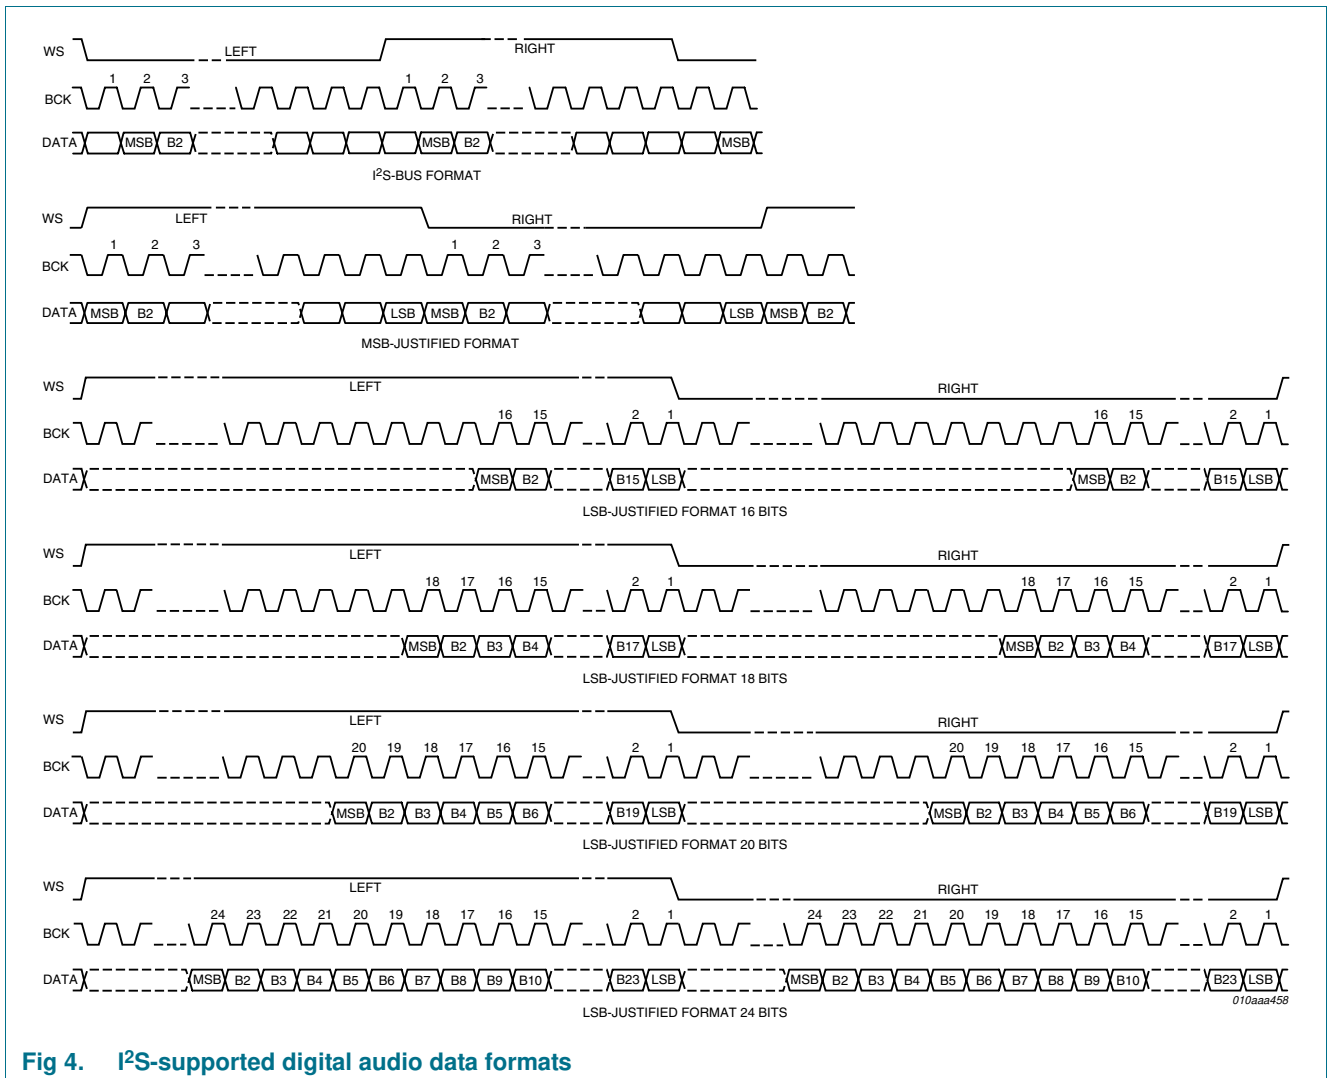 WS LEFT RIGHT
1 2 3 1 2 3
BCK
DATA MSB B2 MSB B2 MSB
I²S-BUS FORMAT
WS LEFT RIGHT
1 2 3 1 2 3
BCK
DATA MSB B2 LSB MSB B2 LSB MSB B2
MSB-JUSTIFIED FORMAT
WS LEFT RIGHT
16 15 2 1 16 15 2 1
BCK
DATA MSB B2 B15 LSB MSB B2 B15 LSB
LSB-JUSTIFIED FORMAT 16 BITS
WS LEFT RIGHT
18 17 16 15 2 1 18 17 16 15 2 1
BCK
DATA MSB B2 B3 B4 B17 LSB MSB B2 B3 B4 B17 LSB
LSB-JUSTIFIED FORMAT 18 BITS
WS LEFT RIGHT
20 19 18 17 16 15 2 1 20 19 18 17 16 15 2 1
BCK
DATA MSB B2 B3 B4 B5 B6 B19 LSB MSB B2 B3 B4 B5 B6 B19 LSB
LSB-JUSTIFIED FORMAT 20 BITS
WS LEFT RIGHT
24 23 22 21 20 19 18 17 16 15 2 1 24 23 22 21 20 19 18 17 16 15 2 1
BCK
DATA MSB B2 B3 B4 B5 B6 B7 B8 B9 B10 B23 LSB MSB B2 B3 B4 B5 B6 B7 B8 B9 B10 B23 LSB
010aaa458
LSB-JUSTIFIED FORMAT 24 BITS
Fig 4. I²S-supported digital audio data formats